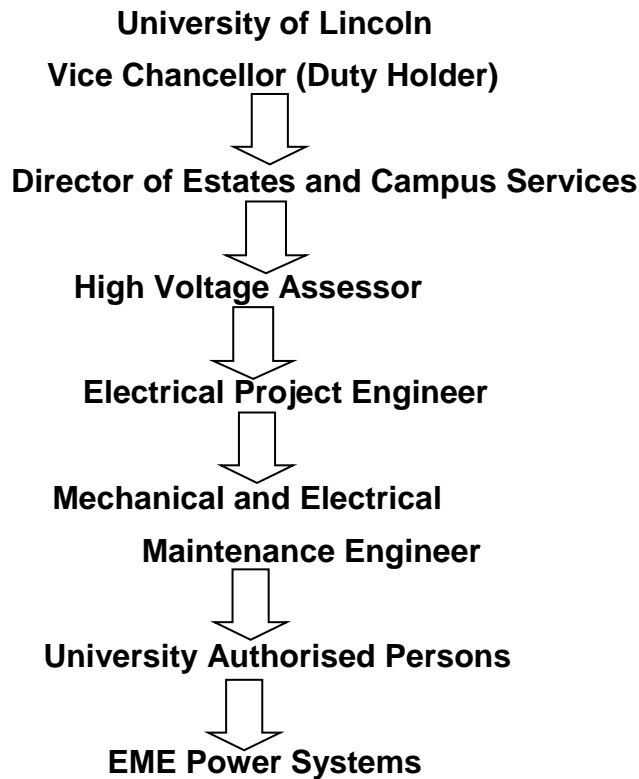 University of Lincoln
Vice Chancellor (Duty Holder)
Director of Estates and Campus Services
High Voltage Assessor
Electrical Project Engineer
Mechanical and Electrical
Maintenance Engineer
University Authorised Persons
EME Power Systems